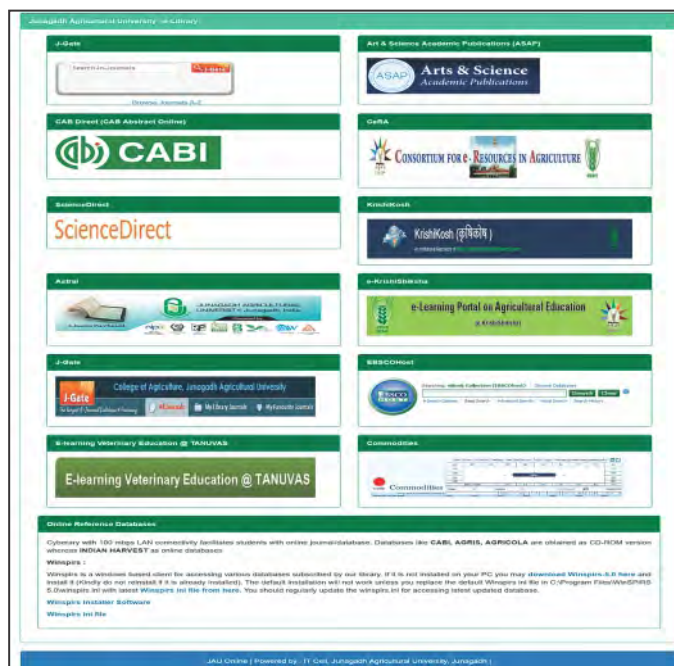 Junagadh Agricultural University :e-Library
J-Gate
Search in Journals
J-Gate
Browse Journals A-Z
Art & Science Academic Publications (ASAP)
ASAP
Arts & Science
Academic Publications
CAB Direct (CAB Abstract Online)
CABI
CeRA
CONSORTIUM FOR e-RESOURCES IN AGRICULTURE
ScienceDirect
ScienceDirect
KrishiKosh
KrishiKosh (कृषिकोष )
Astral
JUNAGADH AGRICULTURAL
UNIVERSITY Junagadh, India
e-KrishiShiksha
e-Learning Portal on Agricultural Education
J-Gate
College of Agriculture, Junagadh Agricultural University
J-Gate
My Library Journals
My Favourite Journals
EBSCOHost
EBSCO
HOST
E-learning Veterinary Education @ TANUVAS
E-learning Veterinary Education @ TANUVAS
Commodities
Commodities
Online Reference Databases
Cyberary with 100 mbps LAN connectivity facilitates students with online journal/database. Databases like CABI, AGRIS, AGRICOLA are obtained as CD-ROM version
whereas INDIAN HARVEST as online databases
Winspirs :
Winspirs is a windows based client for accessing various databases subscribed by our library. If it is not installed on your PC you may download Winspirs-5.0 here and
install it (Kindly do not reinstall it it is already installed). The default installation will not work unless you replace the default Winspirs ini file in C:\Program Files\WinSPIRS
5.0\winspirs.ini with latest Winspirs ini file from here. You should regularly update the winspirs.ini for accessing latest updated database.
Winspirs Installer Software
Winspirs Ini file
JAU Online | Powered by : IT Cell, Junagadh Agricultural University, Junagadh |